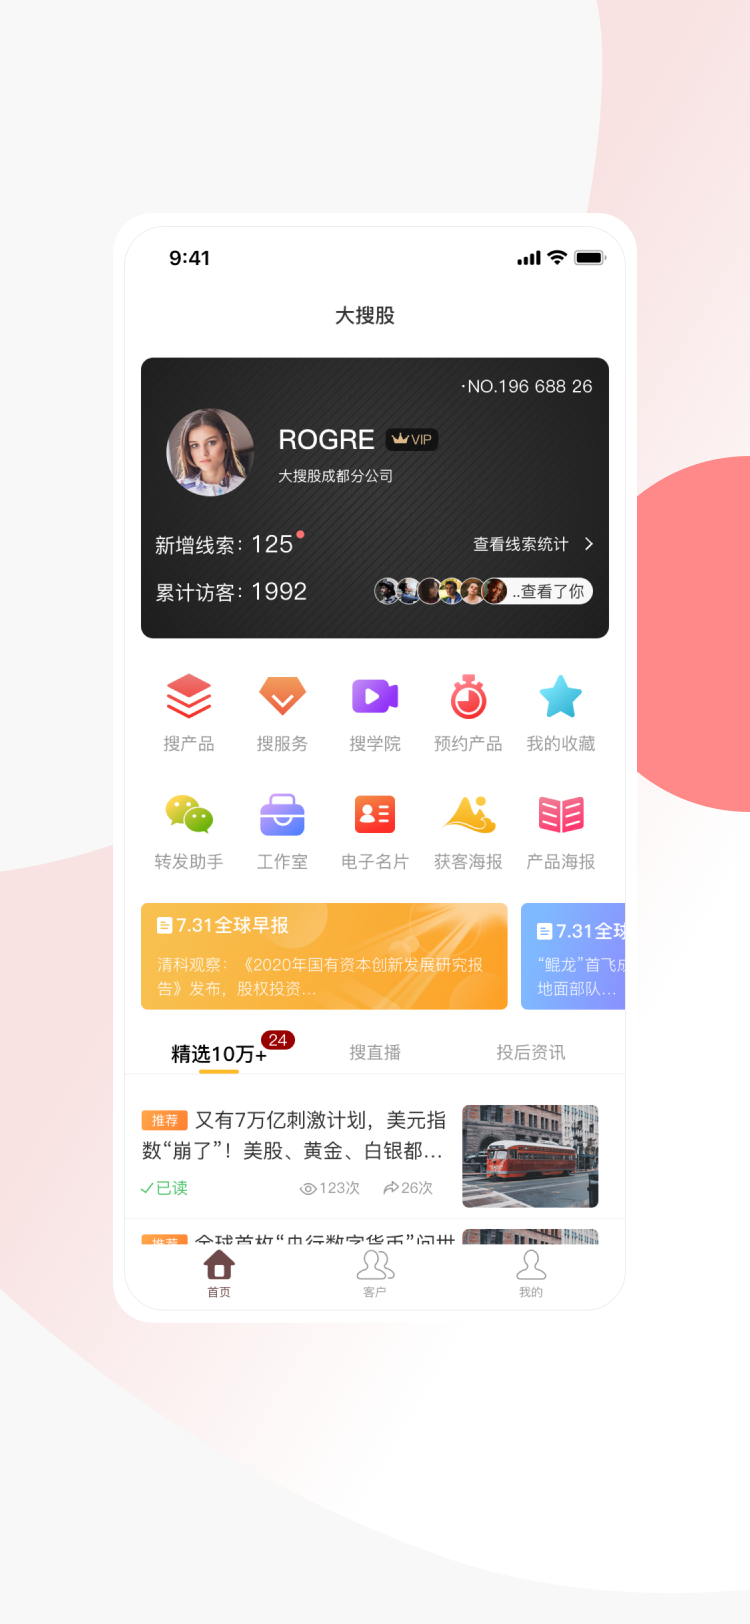 9:41
大搜股
·NO.196 688 26
ROGRE
VIP
大搜股成都分公司
新增线索：125
查看线索统计
累计访客：1992
..查看了你
搜产品
搜服务
搜学院
预约产品
我的收藏
转发助手
工作室
电子名片
获客海报
产品海报
7.31全球早报
清科观察：《2020年国有资本创新发展研究报
告》发布，股权投资...
7.31全球
“鲲龙”首飞成
地面部队...
精选10万+
24
搜直播
投后资讯
推荐 又有7万亿刺激计划，美元指
数“崩了”！美股、黄金、白银都...
已读
123次
26次
推荐 全球首枚“央行数字货币”问世
首页
客户
我的